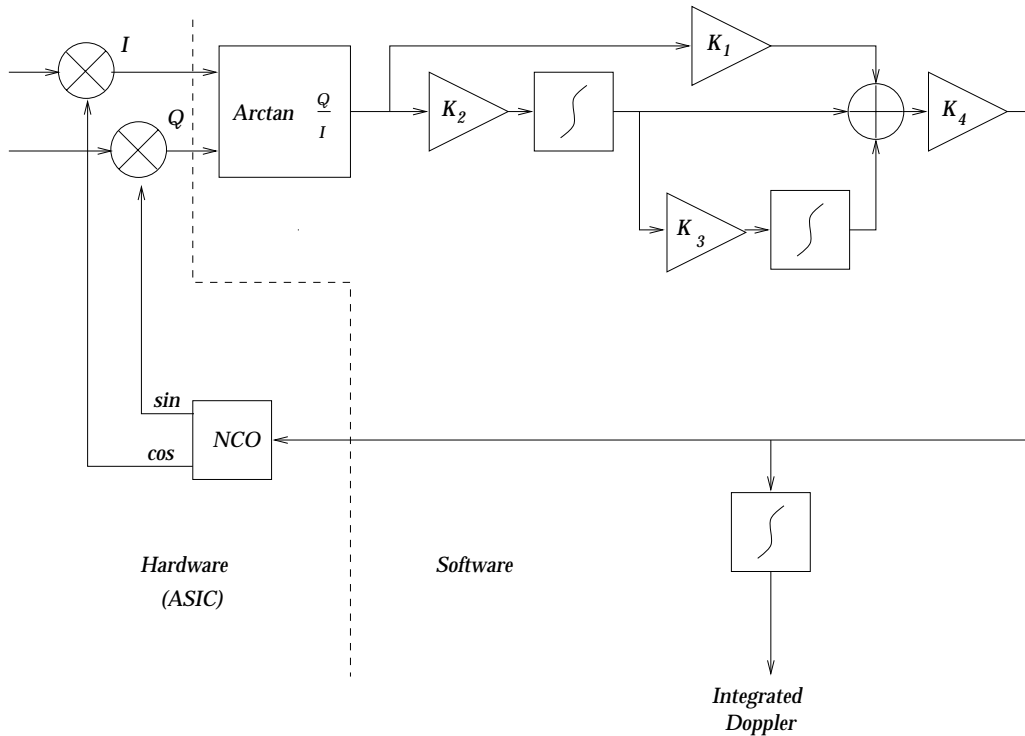 I
Q
Arctan Q/I
K1
K2
K3
K4
sin
cos
NCO
Hardware
(ASIC)
Software
Integrated
Doppler